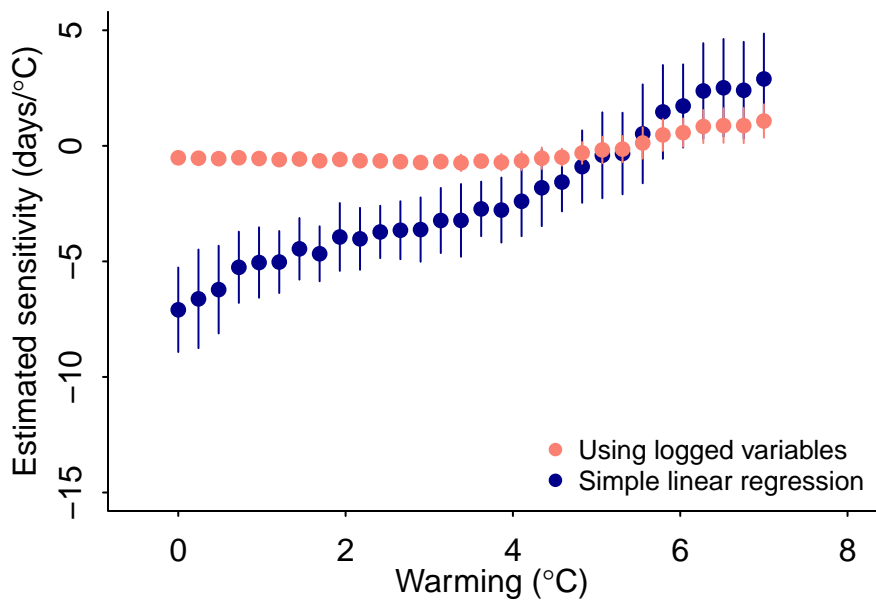 Estimated sensitivity (days/°C)
5
0
−5
−10
−15
Using logged variables
Simple linear regression
0 2 4 6 8
Warming (°C)